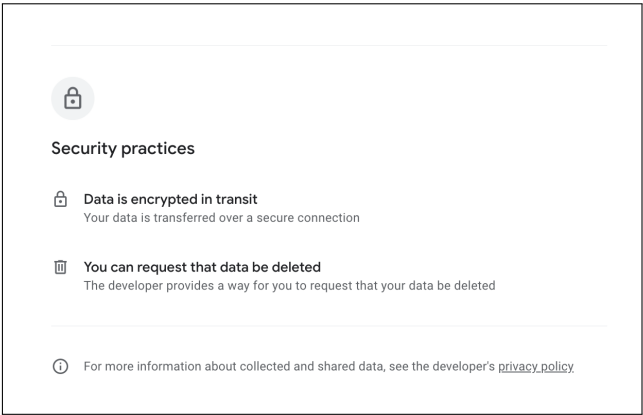 Security practices
Data is encrypted in transit
Your data is transferred over a secure connection
You can request that data be deleted
The developer provides a way for you to request that your data be deleted
For more information about collected and shared data, see the developer's privacy policy